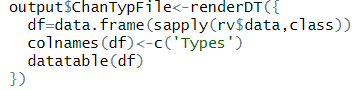 output$ChanTypFile<-renderDT({
  df=data.frame(sapply(rv$data,class))
  colnames(df)<-c('Types')
  datatable(df)
})